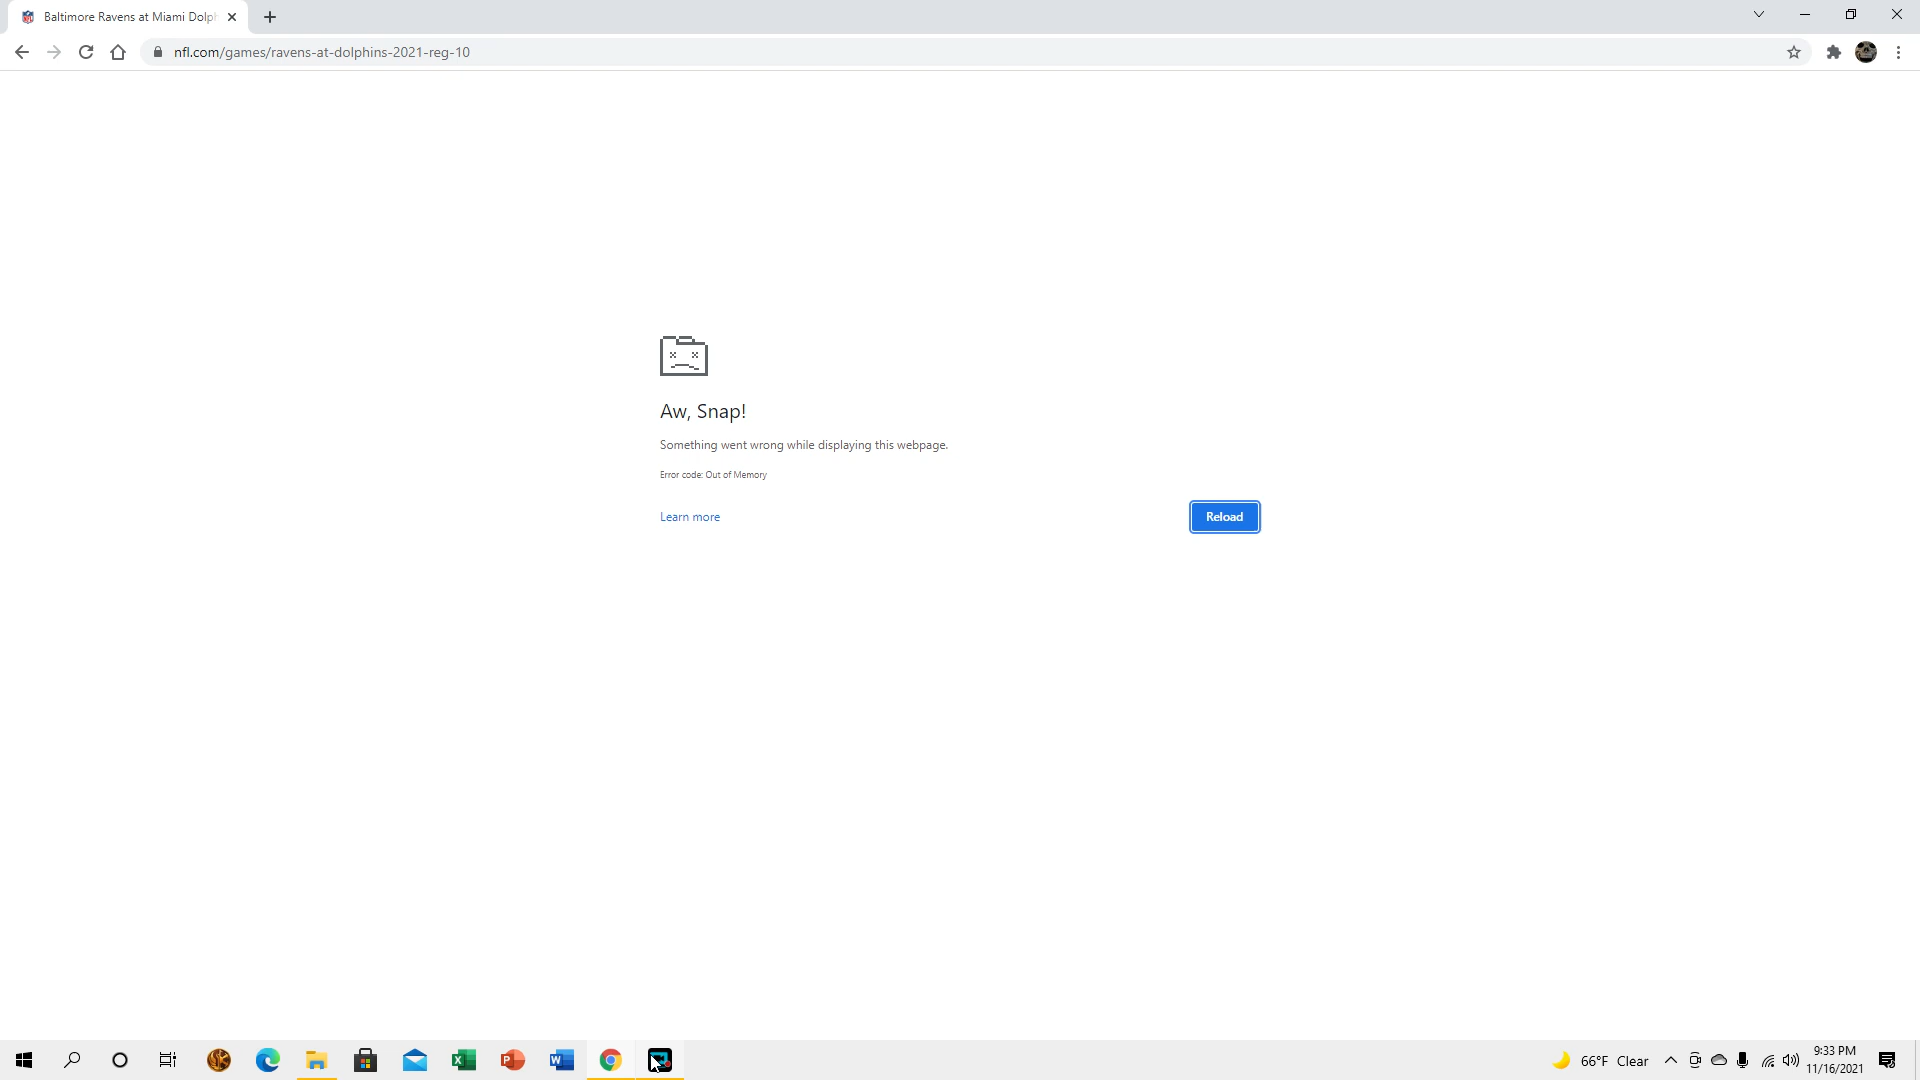 Baltimore Ravens at Miami Dolph
nfl.com/games/ravens-at-dolphins-2021-reg-10
Aw, Snap!
Something went wrong while displaying this webpage.
Error code: Out of Memory
Learn more
Reload
66°F Clear
9:33 PM
11/16/2021